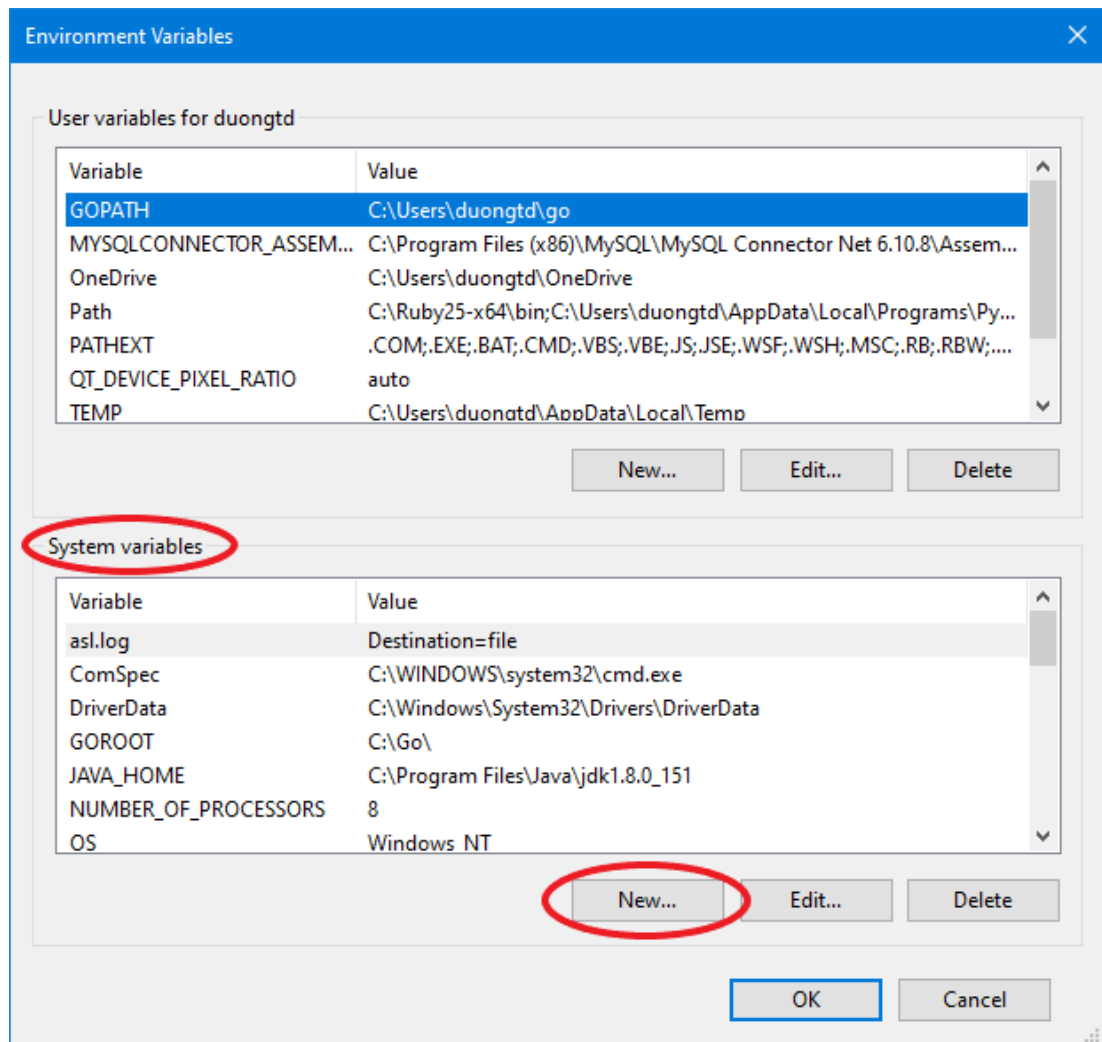 Environment Variables
User variables for duongtd
Variable Value
GOPATH C:\Users\duongtd\go
MYSQLCONNECTOR_ASSEM... C:\Program Files (x86)\MySQL\MySQL Connector Net 6.10.8\Assem...
OneDrive C:\Users\duongtd\OneDrive
Path C:\Ruby25-x64\bin;C:\Users\duongtd\AppData\Local\Programs\Py...
PATHEXT .COM;.EXE;.BAT;.CMD;.VBS;.VBE;.JS;.JSE;.WSF;.WSH;.MSC;.RB;.RBW;....
QT_DEVICE_PIXEL_RATIO auto
TEMP C:\Users\duongtd\AppData\Local\Temp
New... Edit... Delete
System variables
Variable Value
asl.log Destination=file
ComSpec C:\WINDOWS\system32\cmd.exe
DriverData C:\Windows\System32\Drivers\DriverData
GOROOT C:\Go\
JAVA_HOME C:\Program Files\Java\jdk1.8.0_151
NUMBER_OF_PROCESSORS 8
OS Windows_NT
New... Edit... Delete
OK Cancel